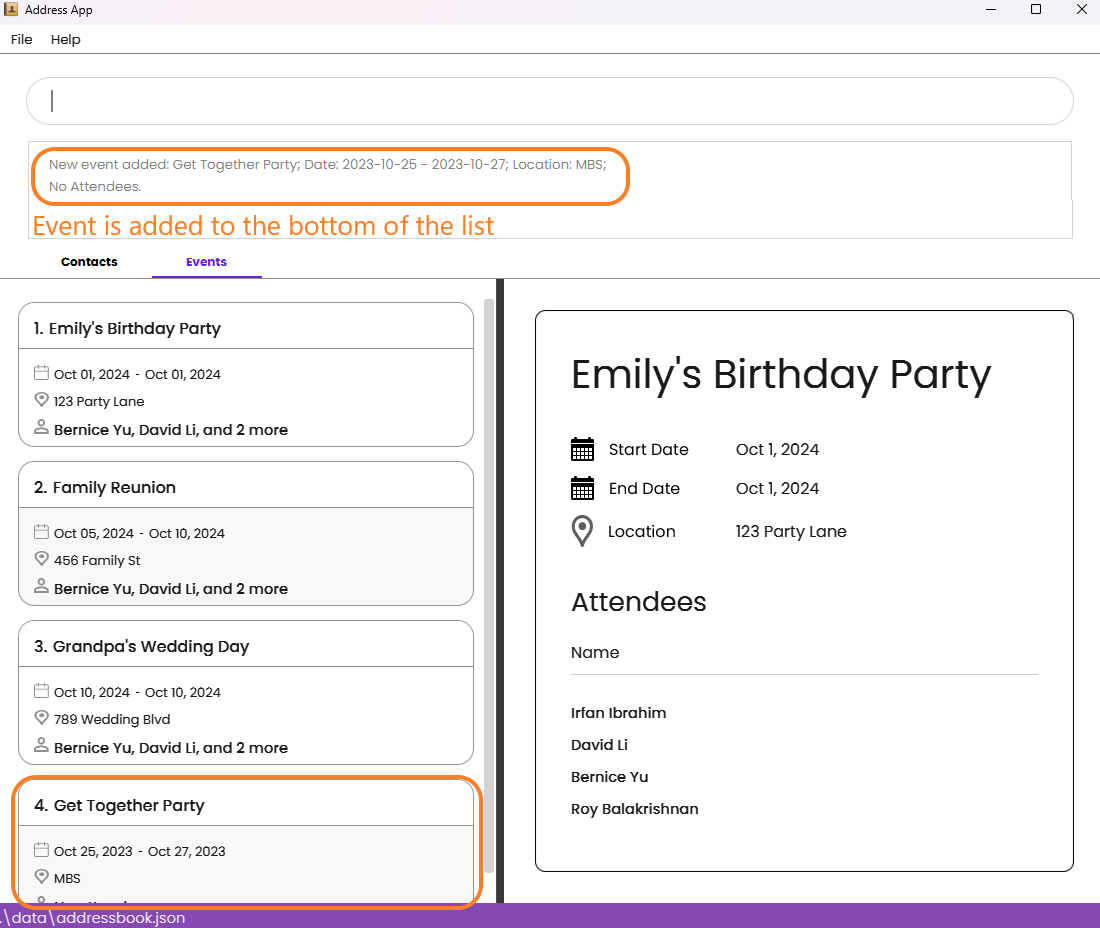 Address App
File Help
New event added: Get Together Party; Date: 2023-10-25 - 2023-10-27; Location: MBS;
No Attendees.
Event is added to the bottom of the list
Contacts Events
1. Emily's Birthday Party
Oct 01, 2024 - Oct 01, 2024
123 Party Lane
Bernice Yu, David Li, and 2 more
2. Family Reunion
Oct 05, 2024 - Oct 10, 2024
456 Family St
Bernice Yu, David Li, and 2 more
3. Grandpa's Wedding Day
Oct 10, 2024 - Oct 10, 2024
789 Wedding Blvd
Bernice Yu, David Li, and 2 more
4. Get Together Party
Oct 25, 2023 - Oct 27, 2023
MBS
Emily's Birthday Party
Start Date Oct 1, 2024
End Date Oct 1, 2024
Location 123 Party Lane
Attendees
Name
Irfan Ibrahim
David Li
Bernice Yu
Roy Balakrishnan
.\data\addressbook.json